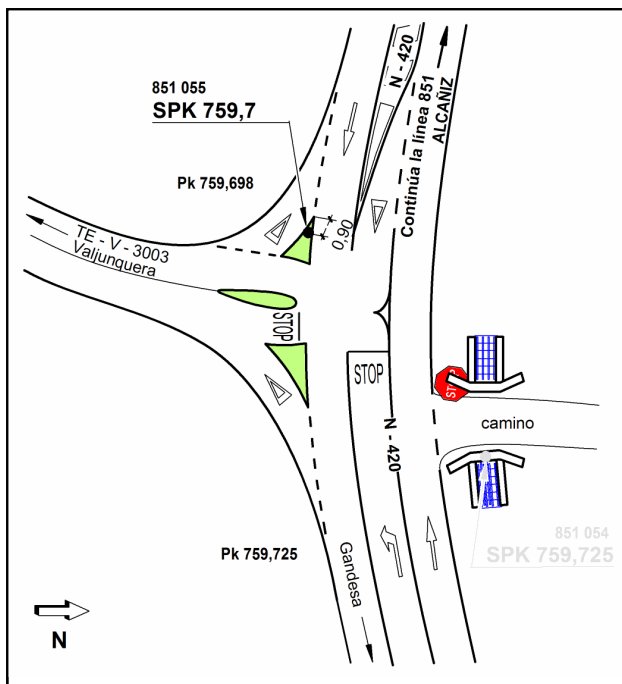 N - 420
Continúa la línea 851
ALCAÑIZ
851 055
SPK 759,7
Pk 759,698
0,90
TE - V - 3003
Valjunquera
STOP
STOP
STOP
camino
N - 420
851 054
SPK 759,725
Pk 759,725
Gandesa
N